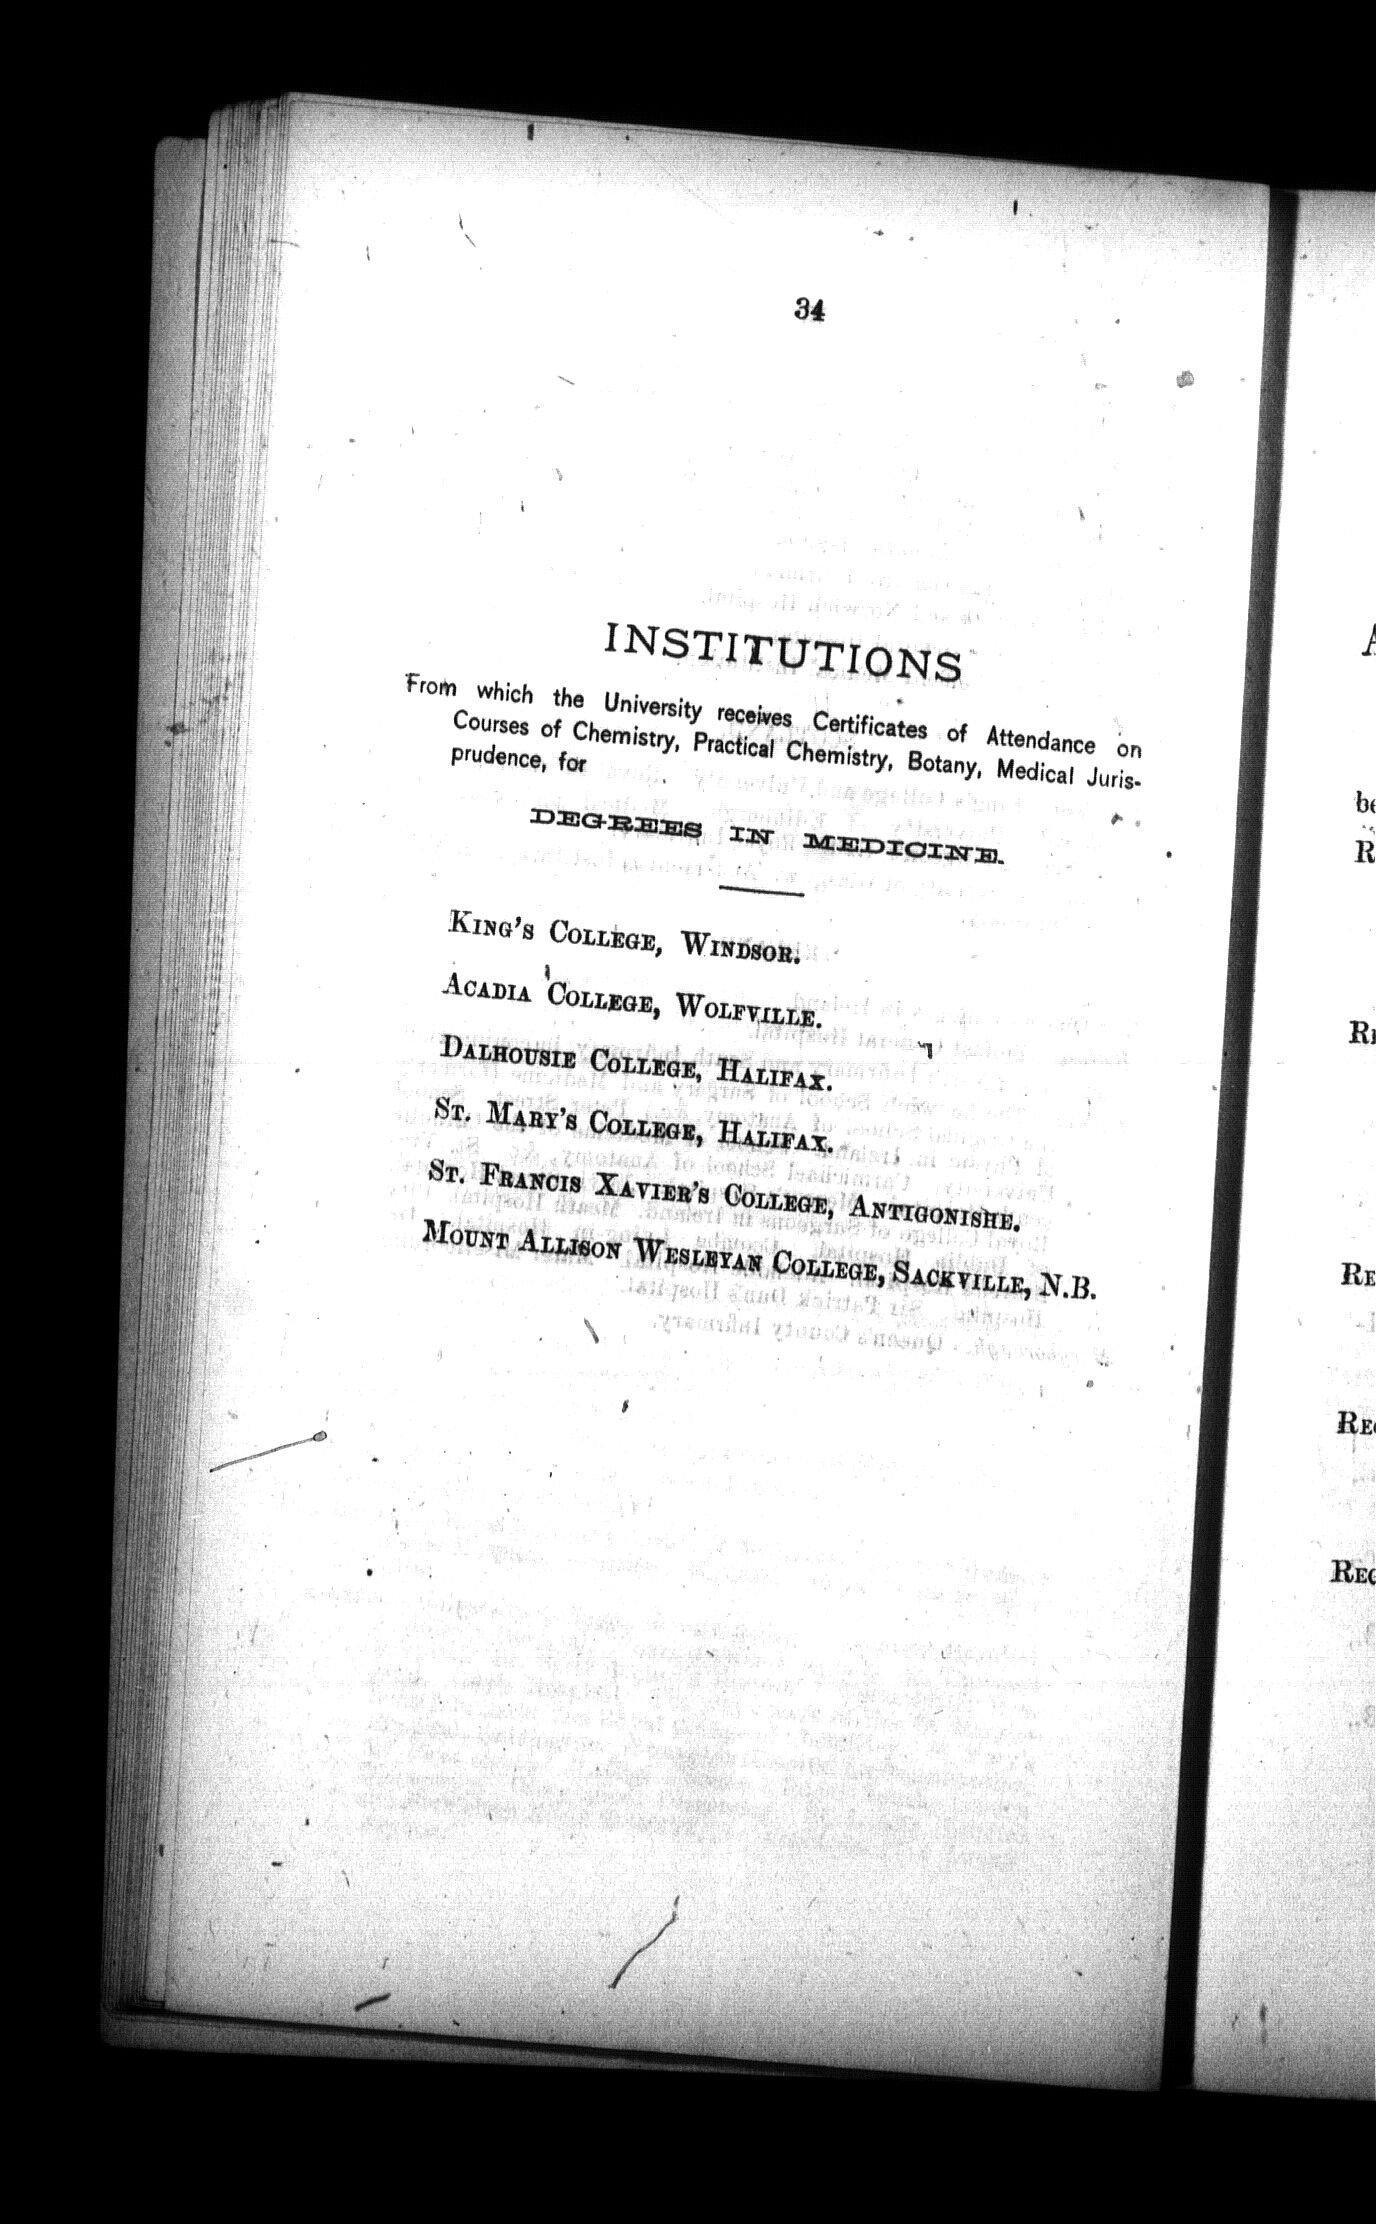 34
INSTITUTIONS
From which the University receives Certificates of Attendance on
Courses of Chemistry, Practical Chemistry, Botany, Medical Juris-
prudence, for
DEGREES IN MEDICINE.
KING'S COLLEGE, WINDSOR.
ACADIA COLLEGE, WOLFVILLE.
DALHOUSIE COLLEGE, HALIFAX.
ST. MARY'S COLLEGE, HALIFAX.
ST. FRANCIS XAVIER'S COLLEGE, ANTIGONISHE.
MOUNT ALLISON WESLEYAN COLLEGE, SACKVILLE, N.B.